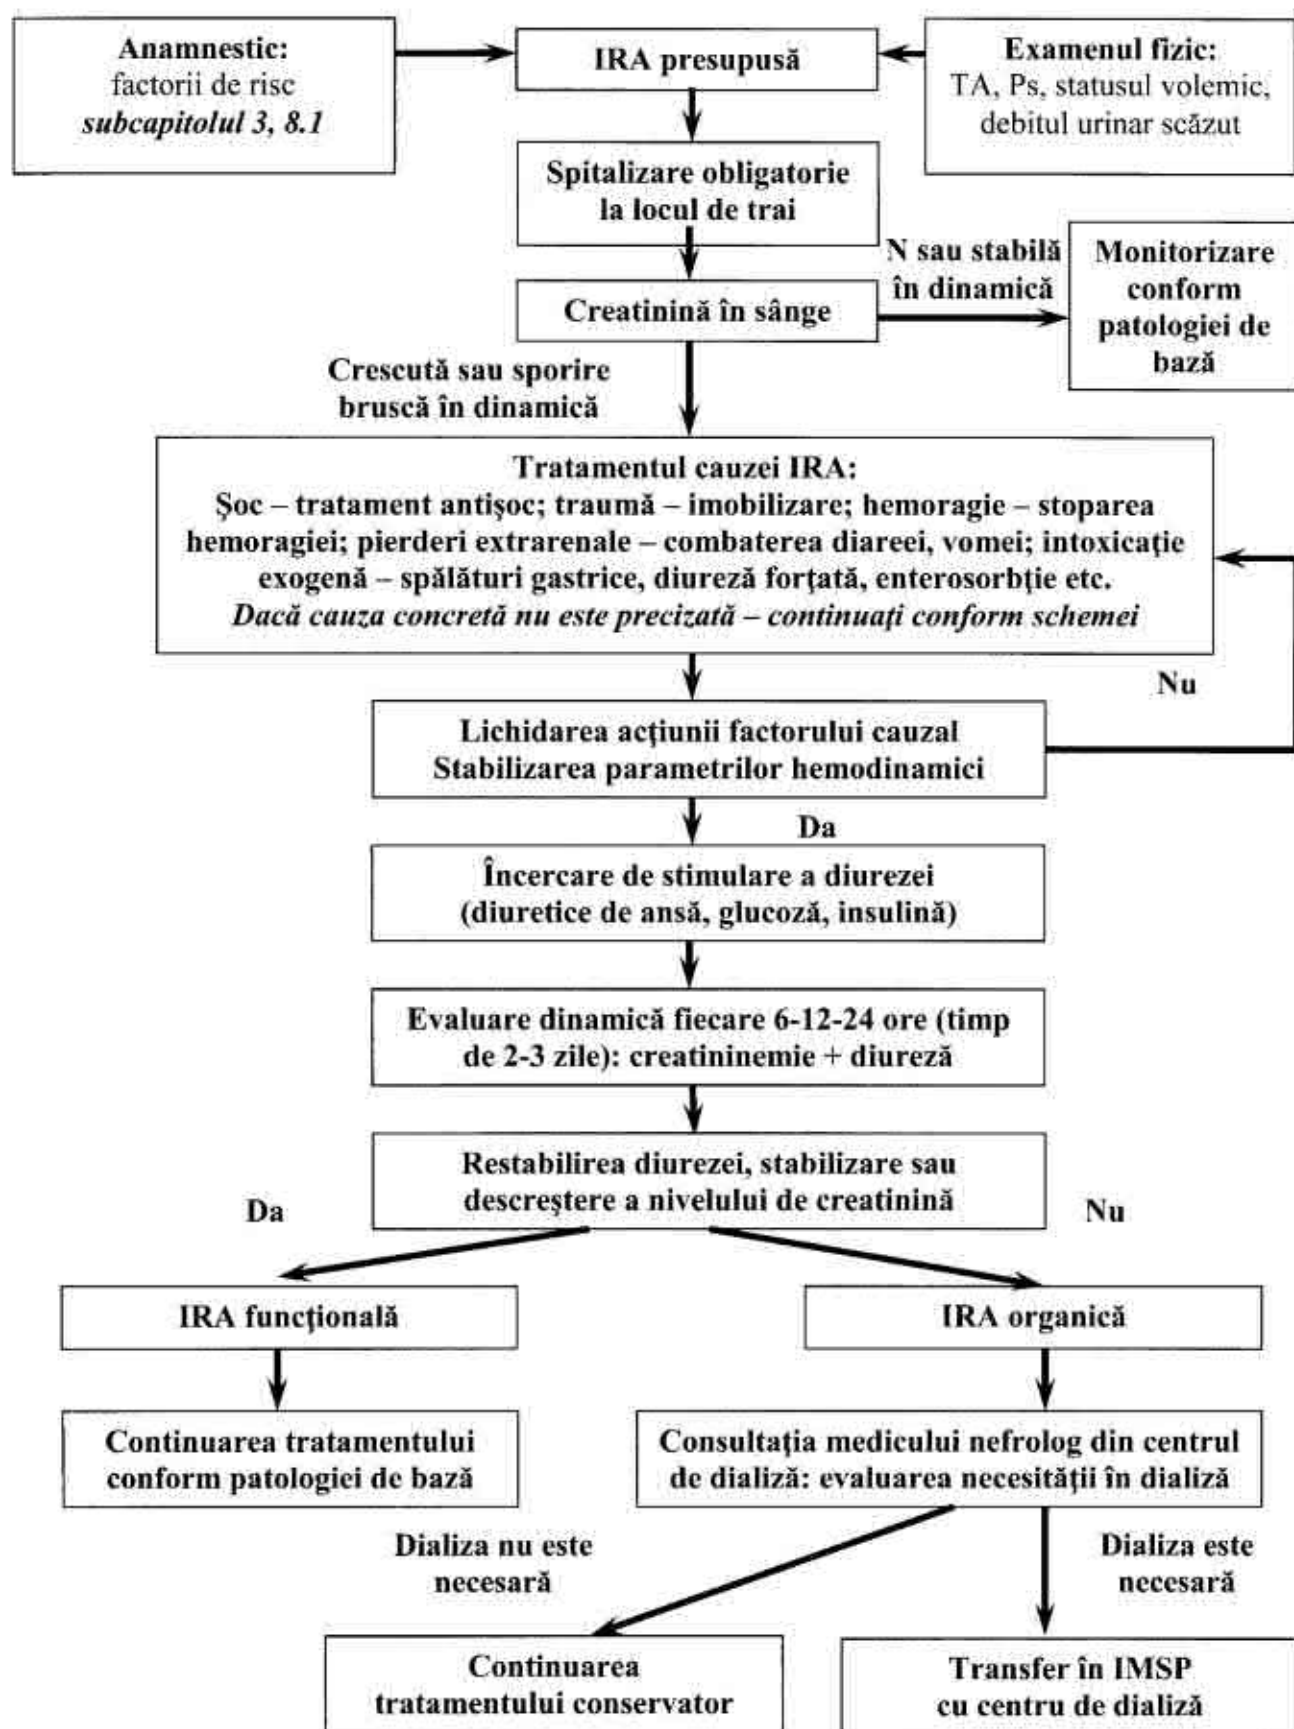 Anamnestic:
factorii de risc
subcapitolul 3, 8.1
IRA presupusă
Examenul fizic:
TA, Ps, statusul volemic,
debitul urinar scăzut
Spitalizare obligatorie
la locul de trai
N sau stabilă
în dinamică
Monitorizare
conform
patologiei de
bază
Creatinină în sânge
Crescută sau sporire
bruscă în dinamică
Tratamentul cauzei IRA:
Şoc – tratament antişoc; traumă – imobilizare; hemoragie – stoparea
hemoragiei; pierderi extrarenale – combaterea diareei, vomei; intoxicaţie
exogenă – spălături gastrice, diureză forţată, enterosorbţie etc.
Dacă cauza concretă nu este precizată – continuaţi conform schemei
Nu
Lichidarea acţiunii factorului cauzal
Stabilizarea parametrilor hemodinamici
Da
Încercare de stimulare a diurezei
(diuretice de ansă, glucoză, insulină)
Evaluare dinamică fiecare 6-12-24 ore (timp
de 2-3 zile): creatininemie + diureză
Restabilirea diurezei, stabilizare sau
descreştere a nivelului de creatinină
Da
Nu
IRA funcţională
IRA organică
Continuarea tratamentului
conform patologiei de bază
Consultaţia medicului nefrolog din centrul
de dializă: evaluarea necesităţii în dializă
Dializa nu este
necesară
Dializa este
necesară
Continuarea
tratamentului conservator
Transfer în IMSP
cu centru de dializă